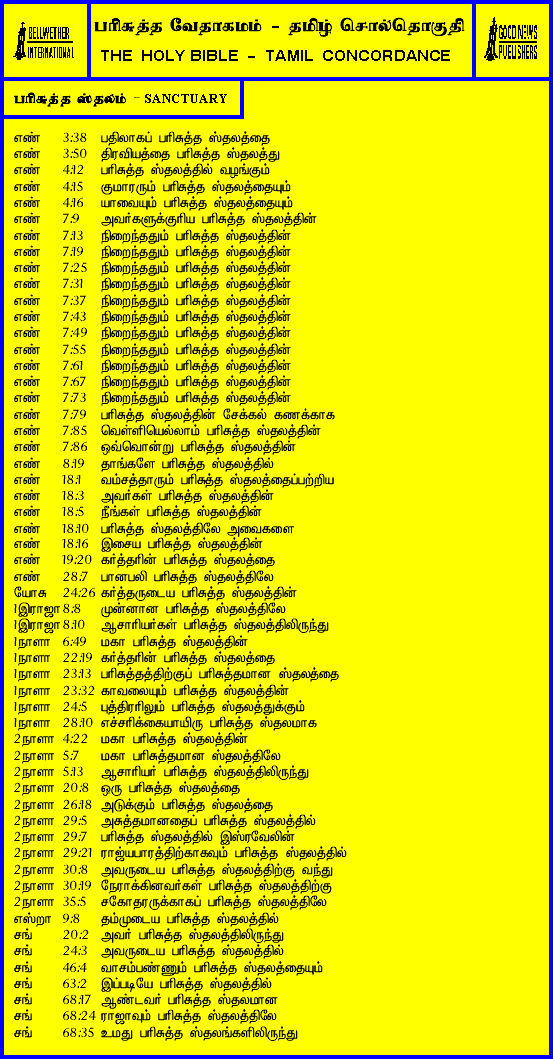 BELLWETHER INTERNATIONAL
பரிசுத்த வேதாகமம் - தமிழ் சொல்தொகுதி
THE HOLY BIBLE - TAMIL CONCORDANCE
GOOD NEWS PUBLISHERS
பரிசுத்த ஸ்தலம் - SANCTUARY
எண் 3:38 பதிலாகப் பரிசுத்த ஸ்தலத்தை
எண் 3:50 திரவியத்தை பரிசுத்த ஸ்தலத்து
எண் 4:12 பரிசுத்த ஸ்தலத்தில் வழங்கும்
எண் 4:15 குமாரரும் பரிசுத்த ஸ்தலத்தையும்
எண் 4:16 யாவையும் பரிசுத்த ஸ்தலத்தையும்
எண் 7:9 அவர்களுக்குரிய பரிசுத்த ஸ்தலத்தின்
எண் 7:13 நிறைந்ததும் பரிசுத்த ஸ்தலத்தின்
எண் 7:19 நிறைந்ததும் பரிசுத்த ஸ்தலத்தின்
எண் 7:25 நிறைந்ததும் பரிசுத்த ஸ்தலத்தின்
எண் 7:31 நிறைந்ததும் பரிசுத்த ஸ்தலத்தின்
எண் 7:37 நிறைந்ததும் பரிசுத்த ஸ்தலத்தின்
எண் 7:43 நிறைந்ததும் பரிசுத்த ஸ்தலத்தின்
எண் 7:49 நிறைந்ததும் பரிசுத்த ஸ்தலத்தின்
எண் 7:55 நிறைந்ததும் பரிசுத்த ஸ்தலத்தின்
எண் 7:61 நிறைந்ததும் பரிசுத்த ஸ்தலத்தின்
எண் 7:67 நிறைந்ததும் பரிசுத்த ஸ்தலத்தின்
எண் 7:73 நிறைந்ததும் பரிசுத்த ஸ்தலத்தின்
எண் 7:79 பரிசுத்த ஸ்தலத்தின் சேக்கல் கணக்காக
எண் 7:85 வெள்ளியெல்லாம் பரிசுத்த ஸ்தலத்தின்
எண் 7:86 ஒவ்வொன்று பரிசுத்த ஸ்தலத்தின்
எண் 8:19 தாங்களே பரிசுத்த ஸ்தலத்தில்
எண் 18:1 வம்சத்தாரும் பரிசுத்த ஸ்தலத்தைப்பற்றிய
எண் 18:3 அவர்கள் பரிசுத்த ஸ்தலத்தின்
எண் 18:5 நீங்கள் பரிசுத்த ஸ்தலத்தின்
எண் 18:10 பரிசுத்த ஸ்தலத்திலே அவைகளை
எண் 18:16 இசைய பரிசுத்த ஸ்தலத்தின்
எண் 19:20 கர்த்தரின் பரிசுத்த ஸ்தலத்தை
எண் 28:7 பானபலி பரிசுத்த ஸ்தலத்திலே
யோசு 24:26 கர்த்தருடைய பரிசுத்த ஸ்தலத்தின்
1இராஜா 8:8 முன்னான பரிசுத்த ஸ்தலத்திலே
1இராஜா 8:10 ஆசாரியர்கள் பரிசுத்த ஸ்தலத்திலிருந்து
1நாளா 6:49 மகா பரிசுத்த ஸ்தலத்தின்
1நாளா 22:19 கர்த்தரின் பரிசுத்த ஸ்தலத்தை
1நாளா 23:13 பரிசுத்தத்திற்குப் பரிசுத்தமான ஸ்தலத்தை
1நாளா 23:32 காவலையும் பரிசுத்த ஸ்தலத்தின்
1நாளா 24:5 புத்திரரிலும் பரிசுத்த ஸ்தலத்துக்கும்
1நாளா 28:10 எச்சரிக்கையாயிரு பரிசுத்த ஸ்தலமாக
2நாளா 4:22 மகா பரிசுத்த ஸ்தலத்தின்
2நாளா 5:7 மகா பரிசுத்தமான ஸ்தலத்திலே
2நாளா 5:13 ஆசாரியர் பரிசுத்த ஸ்தலத்திலிருந்து
2நாளா 20:8 ஒரு பரிசுத்த ஸ்தலத்தை
2நாளா 26:18 அடுக்கும் பரிசுத்த ஸ்தலத்தை
2நாளா 29:5 அசுத்தமானதைப் பரிசுத்த ஸ்தலத்தில்
2நாளா 29:7 பரிசுத்த ஸ்தலத்தில் இஸ்ரவேலின்
2நாளா 29:21 ராஜ்யபாரத்திற்காகவும் பரிசுத்த ஸ்தலத்தில்
2நாளா 30:8 அவருடைய பரிசுத்த ஸ்தலத்திற்கு வந்து
2நாளா 30:19 நேராக்கினவர்கள் பரிசுத்த ஸ்தலத்திற்கு
2நாளா 35:5 சகோதரருக்காகப் பரிசுத்த ஸ்தலத்திலே
எஸ்றா 9:8 தம்முடைய பரிசுத்த ஸ்தலத்தில்
சங் 20:2 அவர் பரிசுத்த ஸ்தலத்திலிருந்து
சங் 24:3 அவருடைய பரிசுத்த ஸ்தலத்தில்
சங் 46:4 வாசம்பண்ணும் பரிசுத்த ஸ்தலத்தையும்
சங் 63:2 இப்படியே பரிசுத்த ஸ்தலத்தில்
சங் 68:17 ஆண்டவர் பரிசுத்த ஸ்தலமான
சங் 68:24 ராஜாவும் பரிசுத்த ஸ்தலத்திலே
சங் 68:35 உமது பரிசுத்த ஸ்தலங்களிலிருந்து